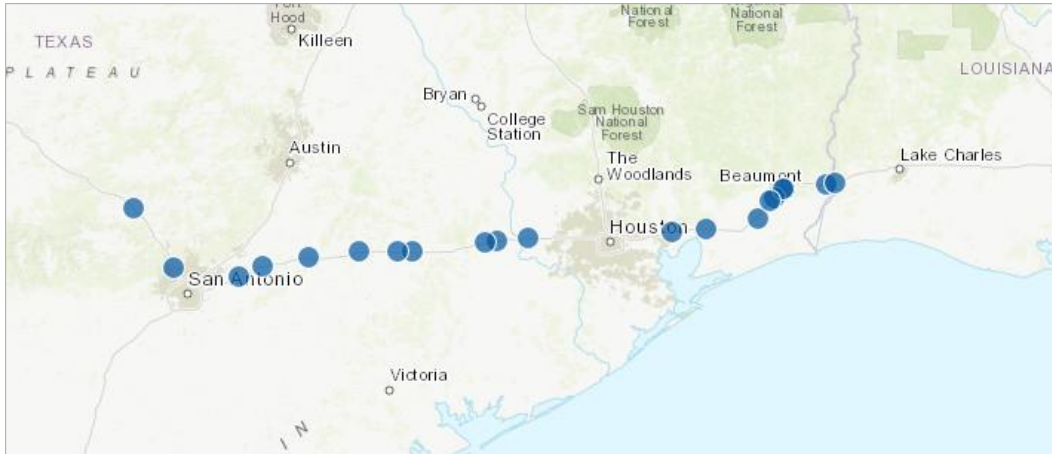 Hood
Killeen
TEXAS
PLATEAU
National
Forest
National
Forest
LOUISIANA
Bryan
College
Station
Sam Houston
National
Forest
Austin
The
Woodlands
Beaumont
Lake Charles
Houston
San Antonio
Victoria
IN